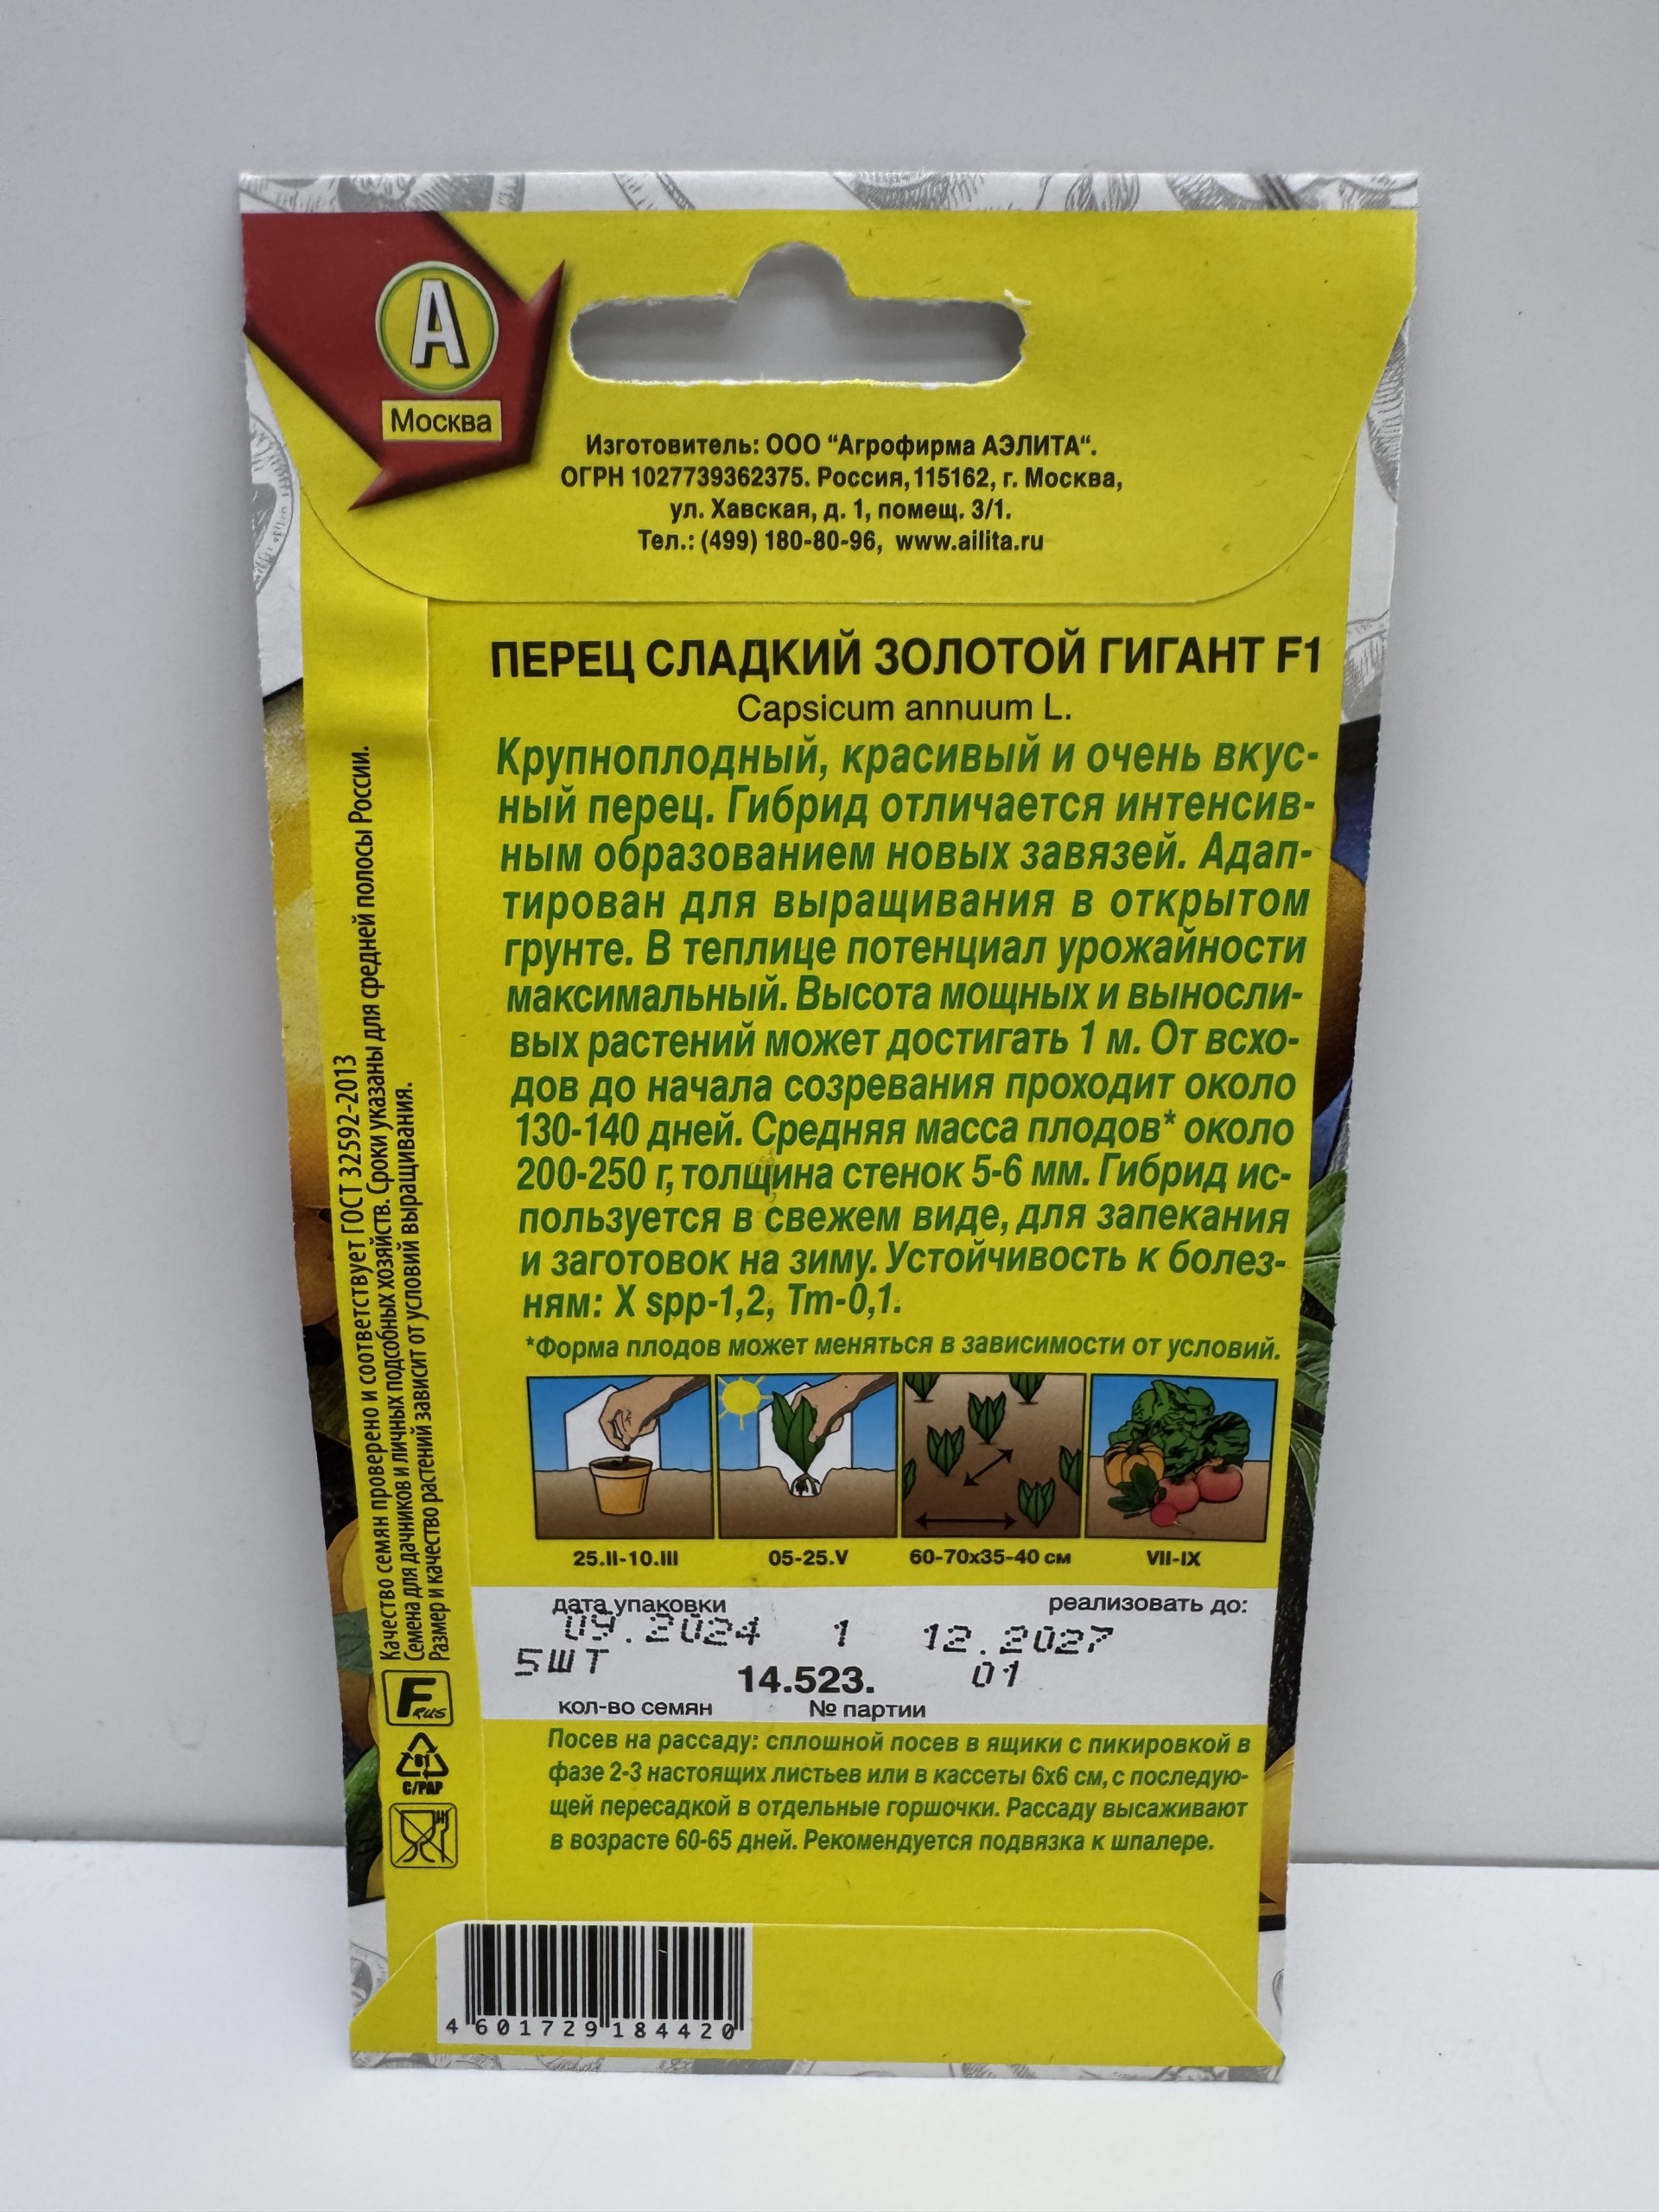 А
Москва
Изготовитель: ООО “Агрофирма АЭЛИТА“.
ОГРН 1027739362375. Россия, 115162, г. Москва,
ул. Хавская, д. 1, помещ. 3/1.
Тел.: (499) 180-80-96, www.ailita.ru
ПЕРЕЦ СЛАДКИЙ ЗОЛОТОЙ ГИГАНТ F1
Capsicum annuum L.
Крупноплодный, красивый и очень вкус-
ный перец. Гибрид отличается интенсив-
ным образованием новых завязей. Адап-
тирован для выращивания в открытом
грунте. В теплице потенциал урожайности
максимальный. Высота мощных и выносли-
вых растений может достигать 1 м. От всхо-
дов до начала созревания проходит около
130-140 дней. Средняя масса плодов* около
200-250 г, толщина стенок 5-6 мм. Гибрид ис-
пользуется в свежем виде, для запекания
и заготовок на зиму. Устойчивость к болез-
ням: X spp-1,2, Tm-0,1.
*Форма плодов может меняться в зависимости от условий.
25.II-10.III 05-25.V 60-70х35-40 см VII-IX
дата упаковки реализовать до:
09.2024 1 12.2027
5ШТ 14.523. 01
кол-во семян № партии
Посев на рассаду: сплошной посев в ящики с пикировкой в
фазе 2-3 настоящих листьев или в кассеты 6х6 см, с последую-
щей пересадкой в отдельные горшочки. Рассаду высаживают
в возрасте 60-65 дней. Рекомендуется подвязка к шпалере.
Качество семян проверено и соответствует ГОСТ 32592-2013
Семена для дачников и личных подсобных хозяйств. Сроки указаны для средней полосы России.
Размер и качество растений зависит от условий выращивания.
F RUS
81
C/PAP
4 601729 184420